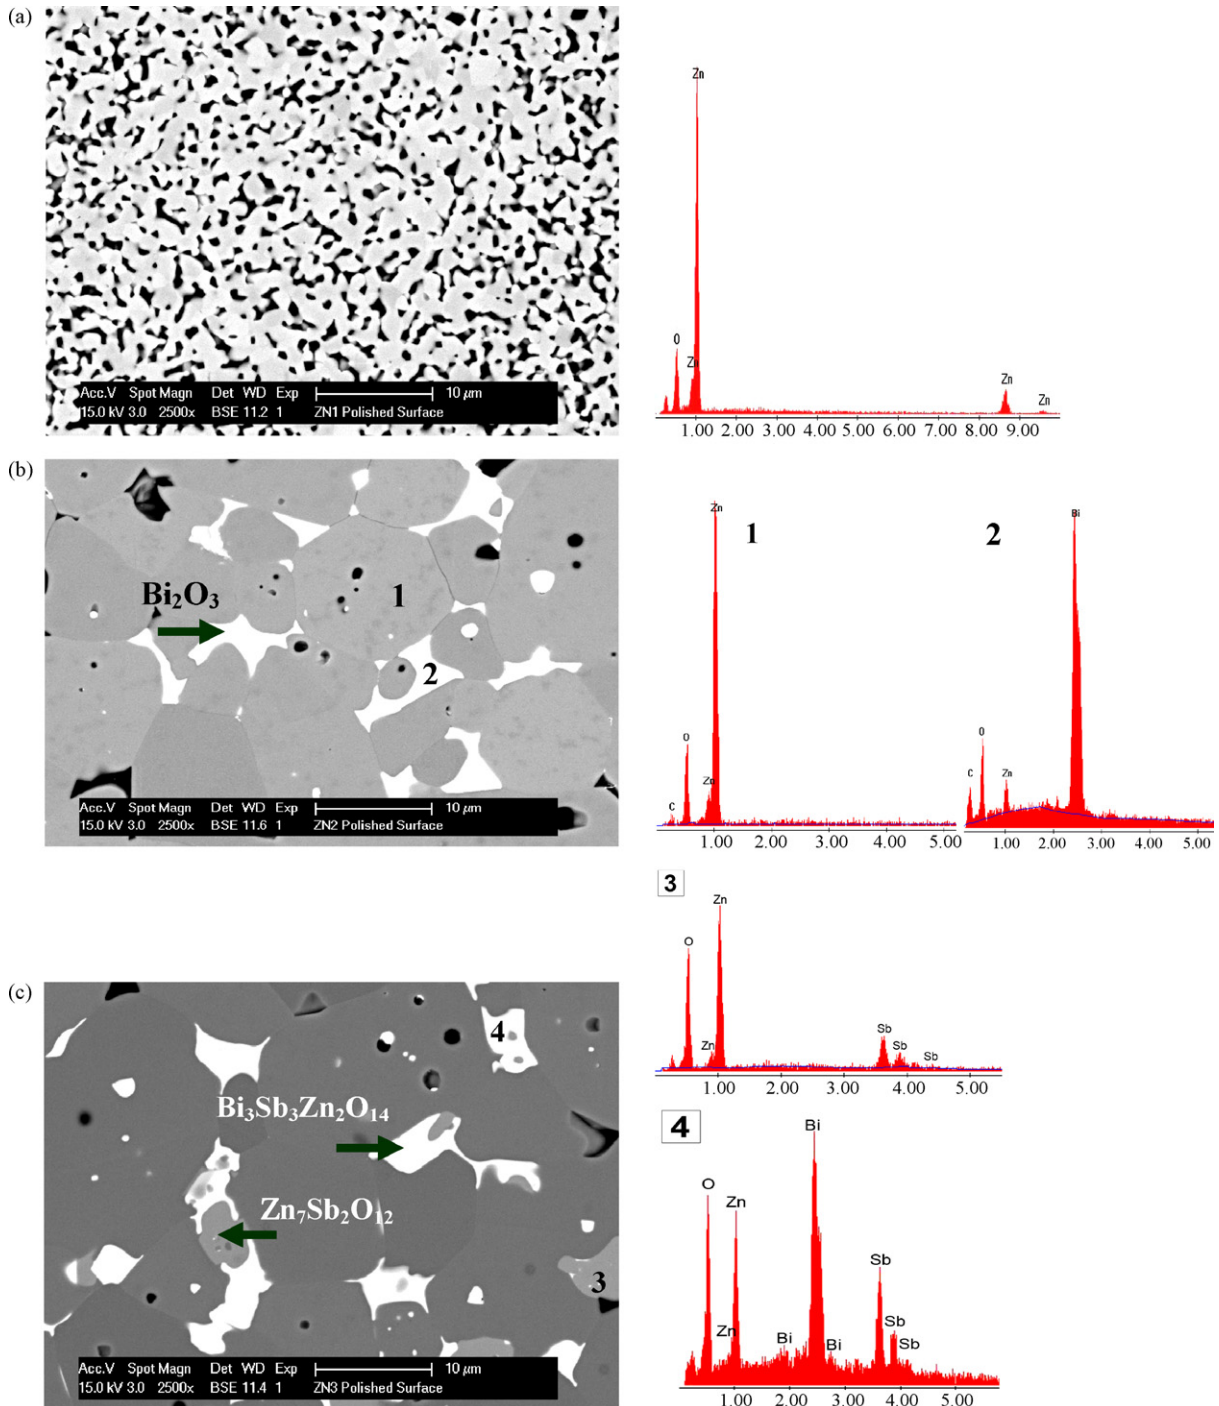 (a)
Acc.V Spot Magn Det WD Exp 10 µm
15.0 kV 3.0 2500x BSE 11.2 1 ZN1 Polished Surface
Zn
O
Zn
Zn
Zn
1.00 2.00 3.00 4.00 5.00 6.00 7.00 8.00 9.00
(b)
Bi2O3
1
2
Acc.V Spot Magn Det WD Exp 10 µm
15.0 kV 3.0 2500x BSE 11.6 1 ZN2 Polished Surface
Zn
1
O
Zn
C
1.00 2.00 3.00 4.00 5.00
Bi
2
O
C
Zn
1.00 2.00 3.00 4.00 5.00
3
Zn
O
Zn
Sb
Sb
Sb
1.00 2.00 3.00 4.00 5.00
(c)
4
Bi3Sb3Zn2O14
Zn7Sb2O12
3
Acc.V Spot Magn Det WD Exp 10 µm
15.0 kV 3.0 2500x BSE 11.4 1 ZN3 Polished Surface
4
Bi
O
Zn
Sb
Zn
Bi
Bi
Sb
Sb
1.00 2.00 3.00 4.00 5.00